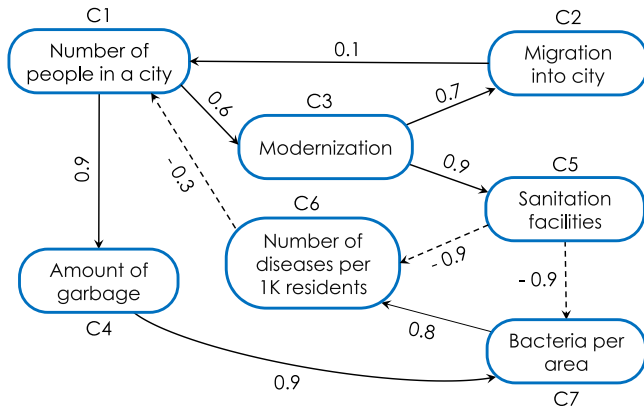 C1
Number of
people in a city
C2
Migration
into city
0.1
0.6
0.7
C3
Modernization
0.9
0.9
C5
Sanitation
facilities
- 0.3
C6
Number of
diseases per
1K residents
- 0.9
- 0.9
Amount of
garbage
C4
0.8
Bacteria per
area
C7
0.9